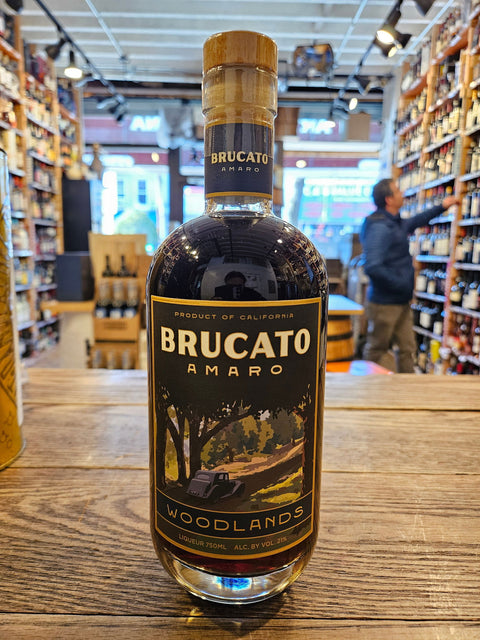 BRUCATO
AMARO
PRODUCT OF CALIFORNIA
BRUCATO
AMARO
WOODLANDS
LIQUEUR 750ML ALC. BY VOL. 21%